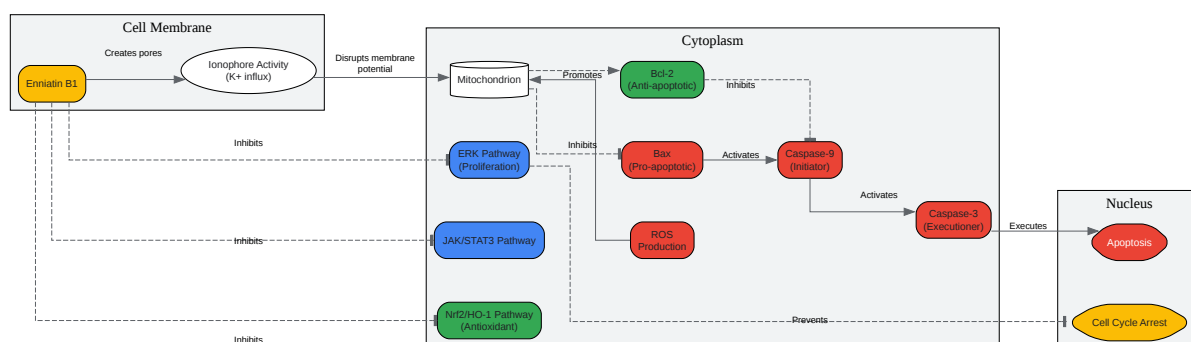 Cell Membrane
Enniatin B1
Creates pores
Ionophore Activity
(K+ influx)
Disrupts membrane
potential
Cytoplasm
Mitochondrion
Promotes
Bcl-2
(Anti-apoptotic)
Inhibits
Inhibits
ERK Pathway
(Proliferation)
Inhibits
Bax
(Pro-apoptotic)
Activates
Caspase-9
(Initiator)
Activates
Inhibits
JAK/STAT3 Pathway
ROS
Production
Caspase-3
(Executioner)
Executes
Nucleus
Apoptosis
Nrf2/HO-1 Pathway
(Antioxidant)
Prevents
Cell Cycle Arrest
Inhibits